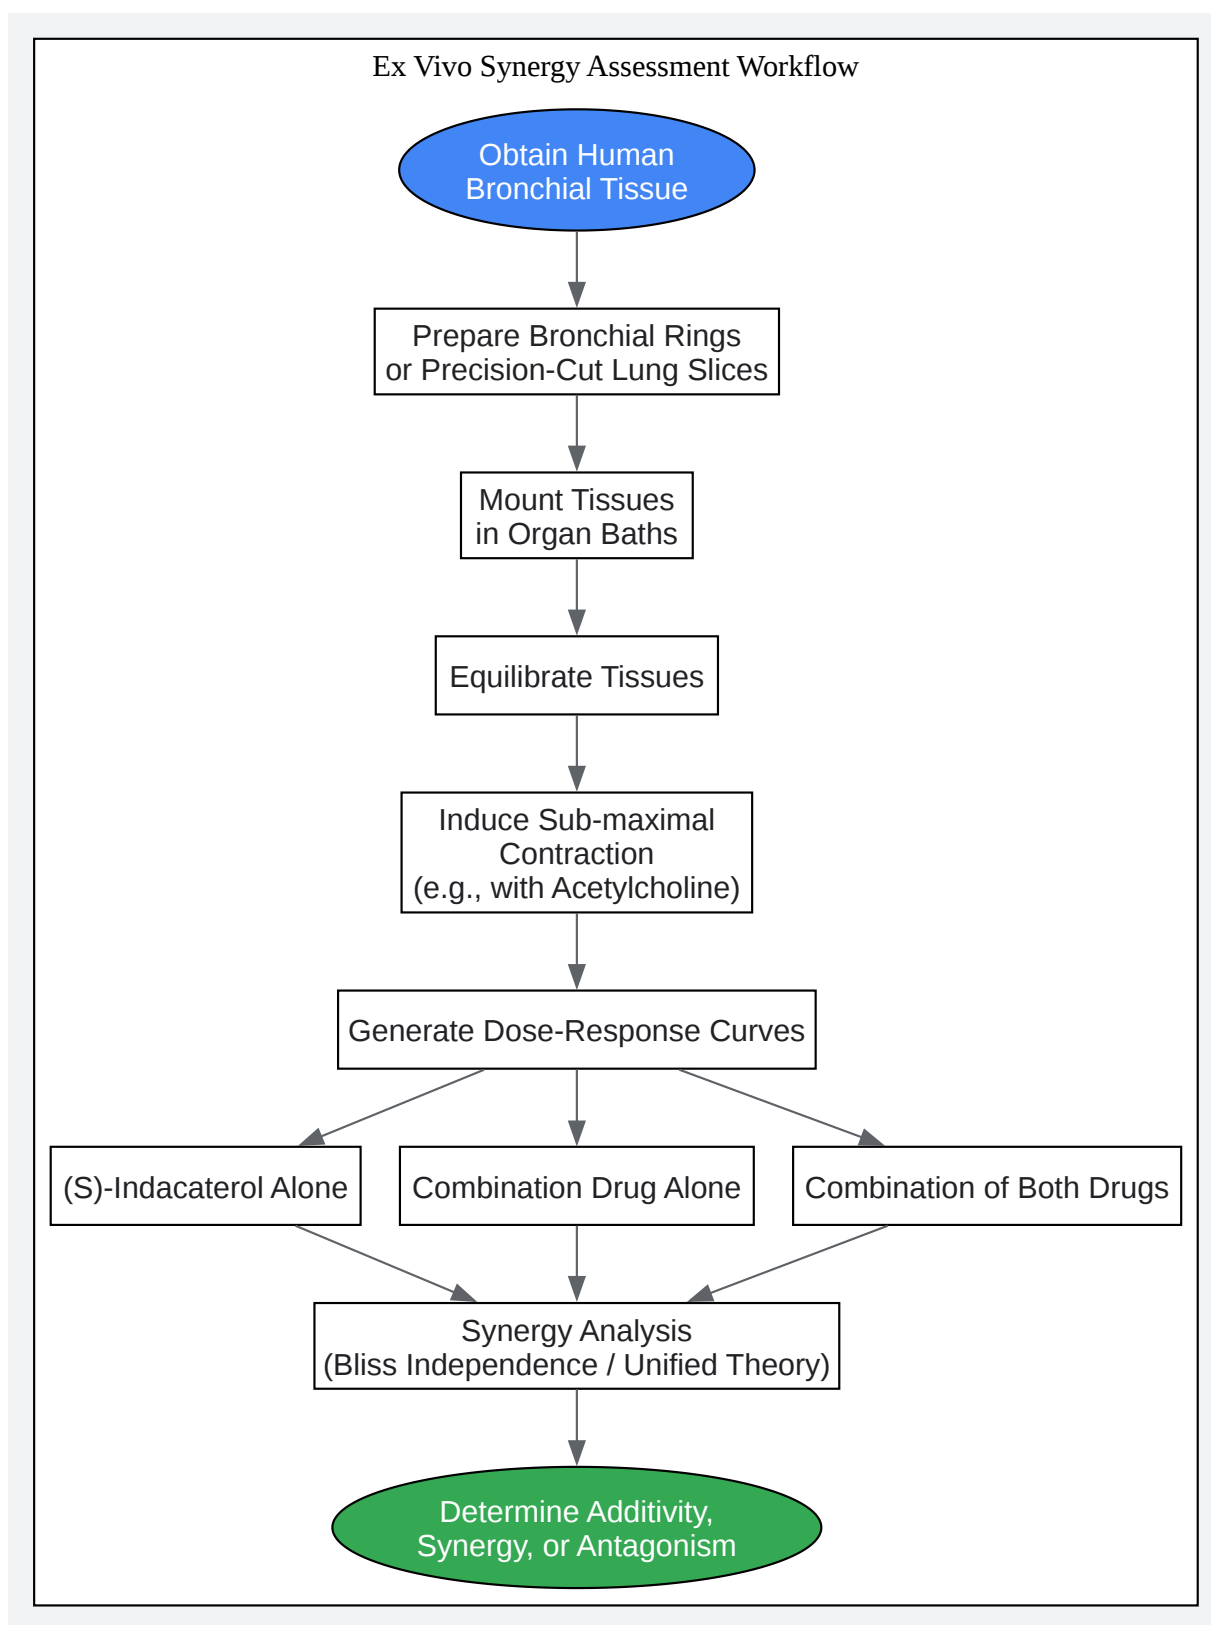 Ex Vivo Synergy Assessment Workflow
Obtain Human
Bronchial Tissue
Prepare Bronchial Rings
or Precision-Cut Lung Slices
Mount Tissues
in Organ Baths
Equilibrate Tissues
Induce Sub-maximal
Contraction
(e.g., with Acetylcholine)
Generate Dose-Response Curves
(S)-Indacaterol Alone
Combination Drug Alone
Combination of Both Drugs
Synergy Analysis
(Bliss Independence / Unified Theory)
Determine Additivity,
Synergy, or Antagonism